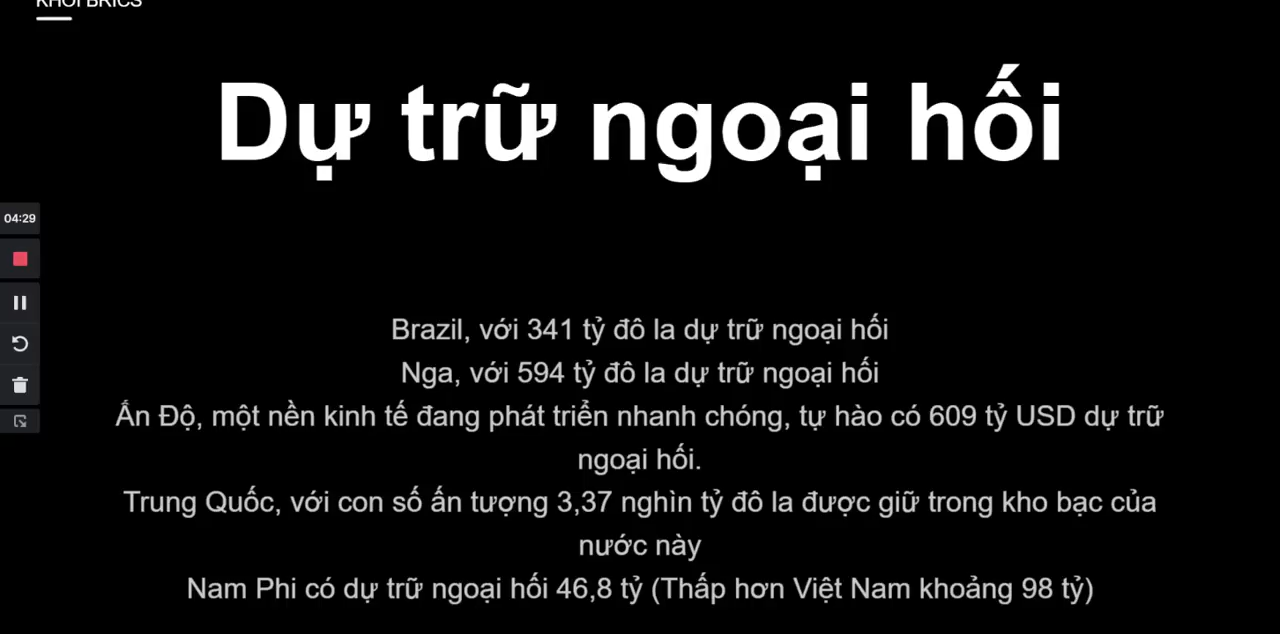 KHỐI BRICS
Dự trữ ngoại hối
04:29
Brazil, với 341 tỷ đô la dự trữ ngoại hối
Nga, với 594 tỷ đô la dự trữ ngoại hối
Ấn Độ, một nền kinh tế đang phát triển nhanh chóng, tự hào có 609 tỷ USD dự trữ
ngoại hối.
Trung Quốc, với con số ấn tượng 3,37 nghìn tỷ đô la được giữ trong kho bạc của
nước này
Nam Phi có dự trữ ngoại hối 46,8 tỷ (Thấp hơn Việt Nam khoảng 98 tỷ)